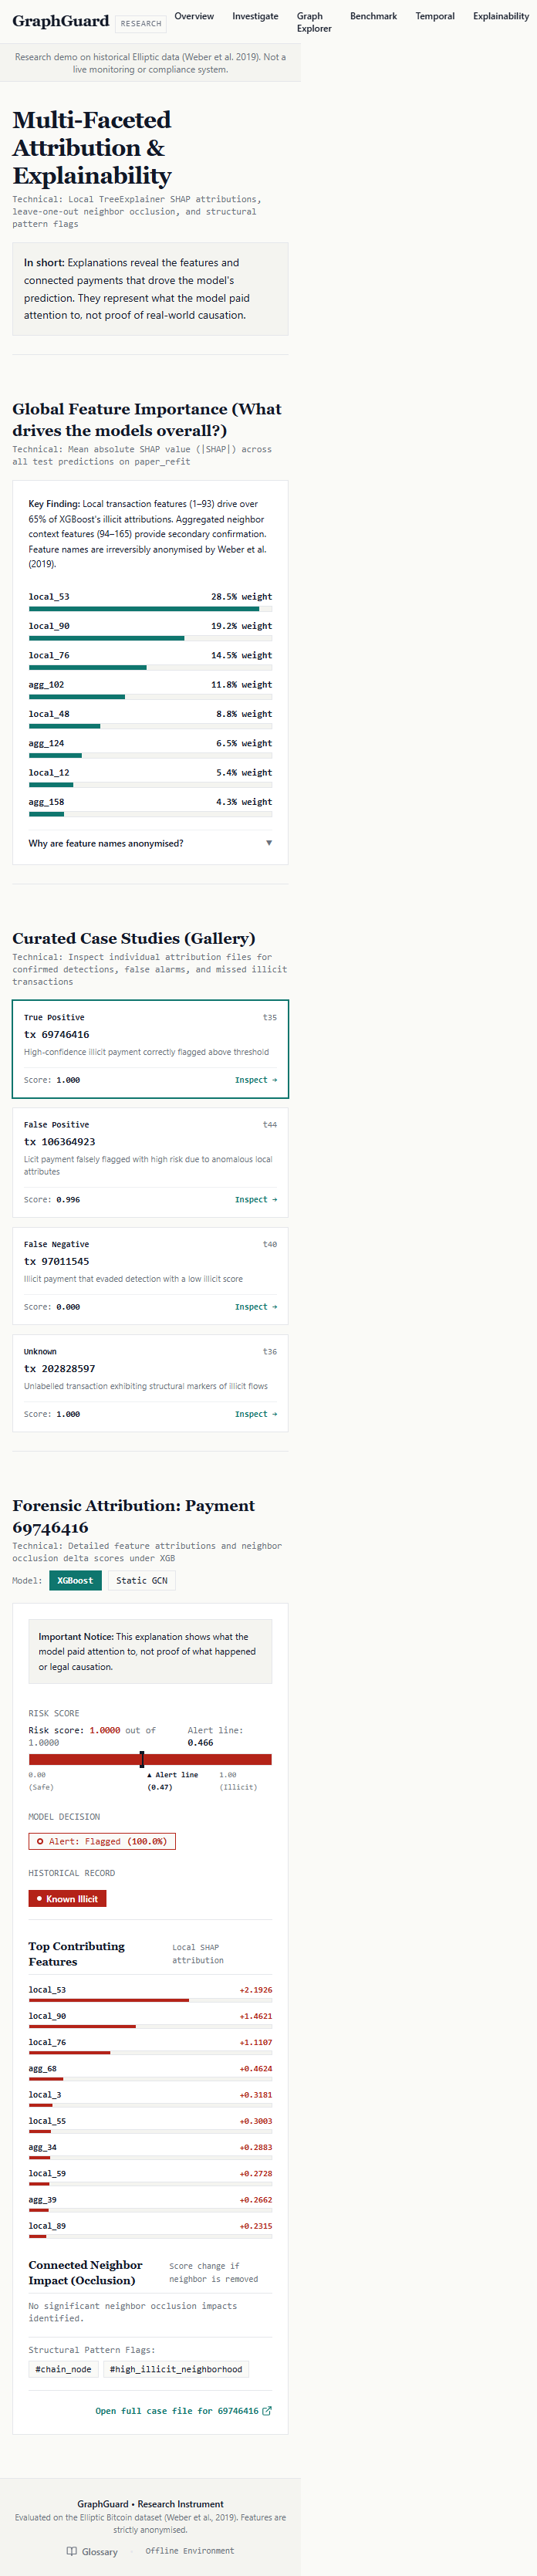 GraphGuard RESEARCH Overview Investigate Graph Explorer Benchmark Temporal Explainability
Research demo on historical Elliptic data (Weber et al. 2019). Not a
live monitoring or compliance system.
Multi-Faceted
Attribution &
Explainability
Technical: Local TreeExplainer SHAP attributions,
leave-one-out neighbor occlusion, and structural
pattern flags
In short: Explanations reveal the features and
connected payments that drove the model's
prediction. They represent what the model paid
attention to, not proof of real-world causation.
Global Feature Importance (What
drives the models overall?)
Technical: Mean absolute SHAP value (|SHAP|) across
all test predictions on paper_refit
Key Finding: Local transaction features (1–93) drive over
65% of XGBoost's illicit attributions. Aggregated neighbor
context features (94–165) provide secondary confirmation.
Feature names are irreversibly anonymised by Weber et al.
(2019).
local_53 28.5% weight
local_90 19.2% weight
local_76 14.5% weight
agg_102 11.8% weight
local_48 8.8% weight
agg_124 6.5% weight
local_12 5.4% weight
agg_158 4.3% weight
Why are feature names anonymised? ▼
Curated Case Studies (Gallery)
Technical: Inspect individual attribution files for
confirmed detections, false alarms, and missed illicit
transactions
True Positive t35
tx 69746416
High-confidence illicit payment correctly flagged above threshold
Score: 1.000 Inspect →
False Positive t44
tx 106364923
Licit payment falsely flagged with high risk due to anomalous local
attributes
Score: 0.996 Inspect →
False Negative t40
tx 97011545
Illicit payment that evaded detection with a low illicit score
Score: 0.000 Inspect →
Unknown t36
tx 202828597
Unlabelled transaction exhibiting structural markers of illicit flows
Score: 1.000 Inspect →
Forensic Attribution: Payment
69746416
Technical: Detailed feature attributions and neighbor
occlusion delta scores under XGB
Model: XGBoost Static GCN
Important Notice: This explanation shows what the
model paid attention to, not proof of what happened
or legal causation.
RISK SCORE
Risk score: 1.0000 out of
1.0000
Alert line:
0.466
0.00
(Safe)
▲ Alert line
(0.47)
1.00
(Illicit)
MODEL DECISION
Alert: Flagged (100.0%)
HISTORICAL RECORD
Known Illicit
Top Contributing
Features
Local SHAP
attribution
local_53 +2.1926
local_90 +1.4621
local_76 +1.1107
agg_68 +0.4624
local_3 +0.3181
local_55 +0.3003
agg_34 +0.2883
local_59 +0.2728
agg_39 +0.2662
local_89 +0.2315
Connected Neighbor
Impact (Occlusion)
Score change if
neighbor is removed
No significant neighbor occlusion impacts
identified.
Structural Pattern Flags:
#chain_node #high_illicit_neighborhood
Open full case file for 69746416
GraphGuard • Research Instrument
Evaluated on the Elliptic Bitcoin dataset (Weber et al., 2019). Features are
strictly anonymised.
Glossary · Offline Environment